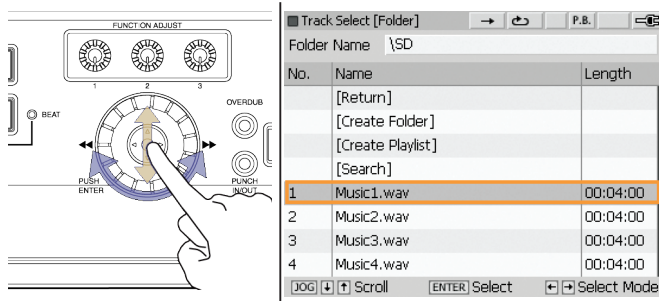 FUNCTION ADJUST
1 2 3
BEAT
OVERDUB
PUSH ENTER
PUNCH IN/OUT
Track Select [Folder] P.B.
Folder Name \SD
No. Name Length
[Return]
[Create Folder]
[Create Playlist]
[Search]
1 Music1.wav 00:04:00
2 Music2.wav 00:04:00
3 Music3.wav 00:04:00
4 Music4.wav 00:04:00
JOG Scroll ENTER Select Select Mode